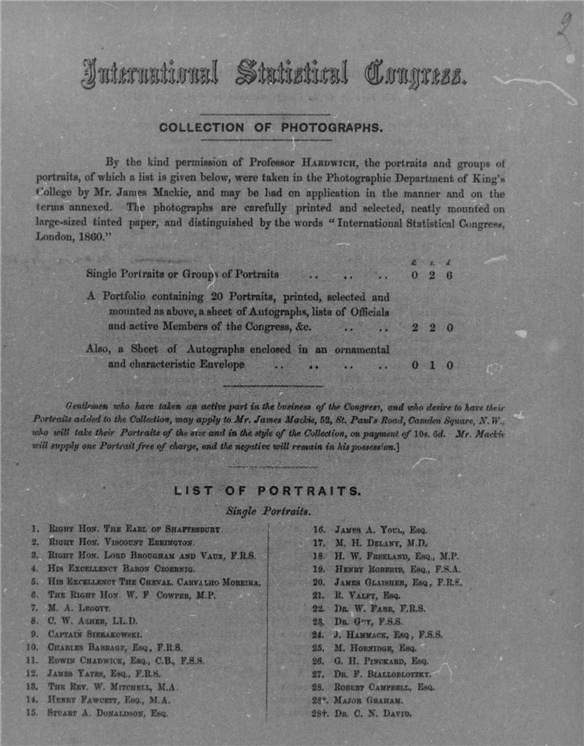 2
International Statistical Congress.
COLLECTION OF PHOTOGRAPHS.
By the kind permission of Professor HARDWICH, the portraits and groups of
portraits, of which a list is given below, were taken in the Photographic Department of King's
College by Mr. James Mackie, and may be had on application in the manner and on the
terms annexed. The photographs are carefully printed and selected, neatly mounted on
large-sized tinted paper, and distinguished by the words "International Statistical Congress,
London, 1860."
£ s. d.
Single Portraits or Groups of Portraits .. .. .. 0 2 6
A Portfolio containing 20 Portraits, printed, selected and
mounted as above, a sheet of Autographs, lists of Officials
and active Members of the Congress, &c. .. .. 2 2 0
Also, a Sheet of Autographs enclosed in an ornamental
and characteristic Envelope .. .. .. .. 0 1 0
Gentlemen who have taken an active part in the business of the Congress, and who desire to have their
Portraits added to the Collection, may apply to Mr. James Mackie, 52, St. Paul's Road, Camden Square, N.W.,
who will take their Portraits of the size and in the style of the Collection, on payment of 10s. 6d. Mr. Mackie
will supply one Portrait free of charge, and the negative will remain in his possession.]
LIST OF PORTRAITS.
Single Portraits.
1. RIGHT HON. THE EARL OF SHAFTESBURY.
2. RIGHT HON. VISCOUNT EBRINGTON.
3. RIGHT HON. LORD BROUGHAM AND VAUX, F.R.S.
4. HIS EXCELLENCY BARON CZOERNIG.
5. HIS EXCELLENCY THE CHEVAL. CARVALHO MOREIRA.
6. THE RIGHT HON. W. F COWPER, M.P.
7. M. A. LEGOYT.
8. C. W. ASHER, LL.D.
9. CAPTAIN SIERAKOWSKI.
10. CHARLES BABBAGE, ESQ., F.R.S.
11. EDWIN CHADWICK, ESQ., C.B., F.S.S.
12. JAMES YATES, ESQ., F.R.S.
13. THE REV. W. MITCHELL, M.A.
14. HENRY FAWCETT, ESQ., M.A.
15. STUART A. DONALDSON, ESQ.
16. JAMES A. YOUL, ESQ.
17. M. H. DELANY, M.D.
18 H. W. FREELAND, ESQ., M.P.
19. HENRY ROBERTS, ESQ., F.S.A.
20. JAMES GLAISHER, ESQ., F.R.S.
21. R. VALPY, ESQ.
22. DR. W. FARR, F.R.S.
23. DR. GUY, F.S.S.
24. J. HAMMACK, ESQ, F.S.S.
25. M. HORNIDGE, ESQ.
26. G. H. PINCKARD, ESQ.
27. DR. F. BIALLOBLOTZKY.
28. ROBERT CAMPBELL, ESQ.
28*. MAJOR GRAHAM.
28†. DR. C. N. DAVID.